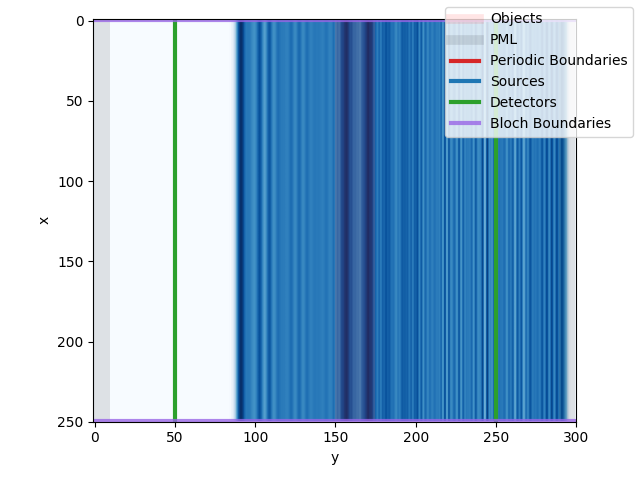 Objects
PML
Periodic Boundaries
Sources
Detectors
Bloch Boundaries
0
50
100
150
200
250
x
0 50 100 150 200 250 300
y